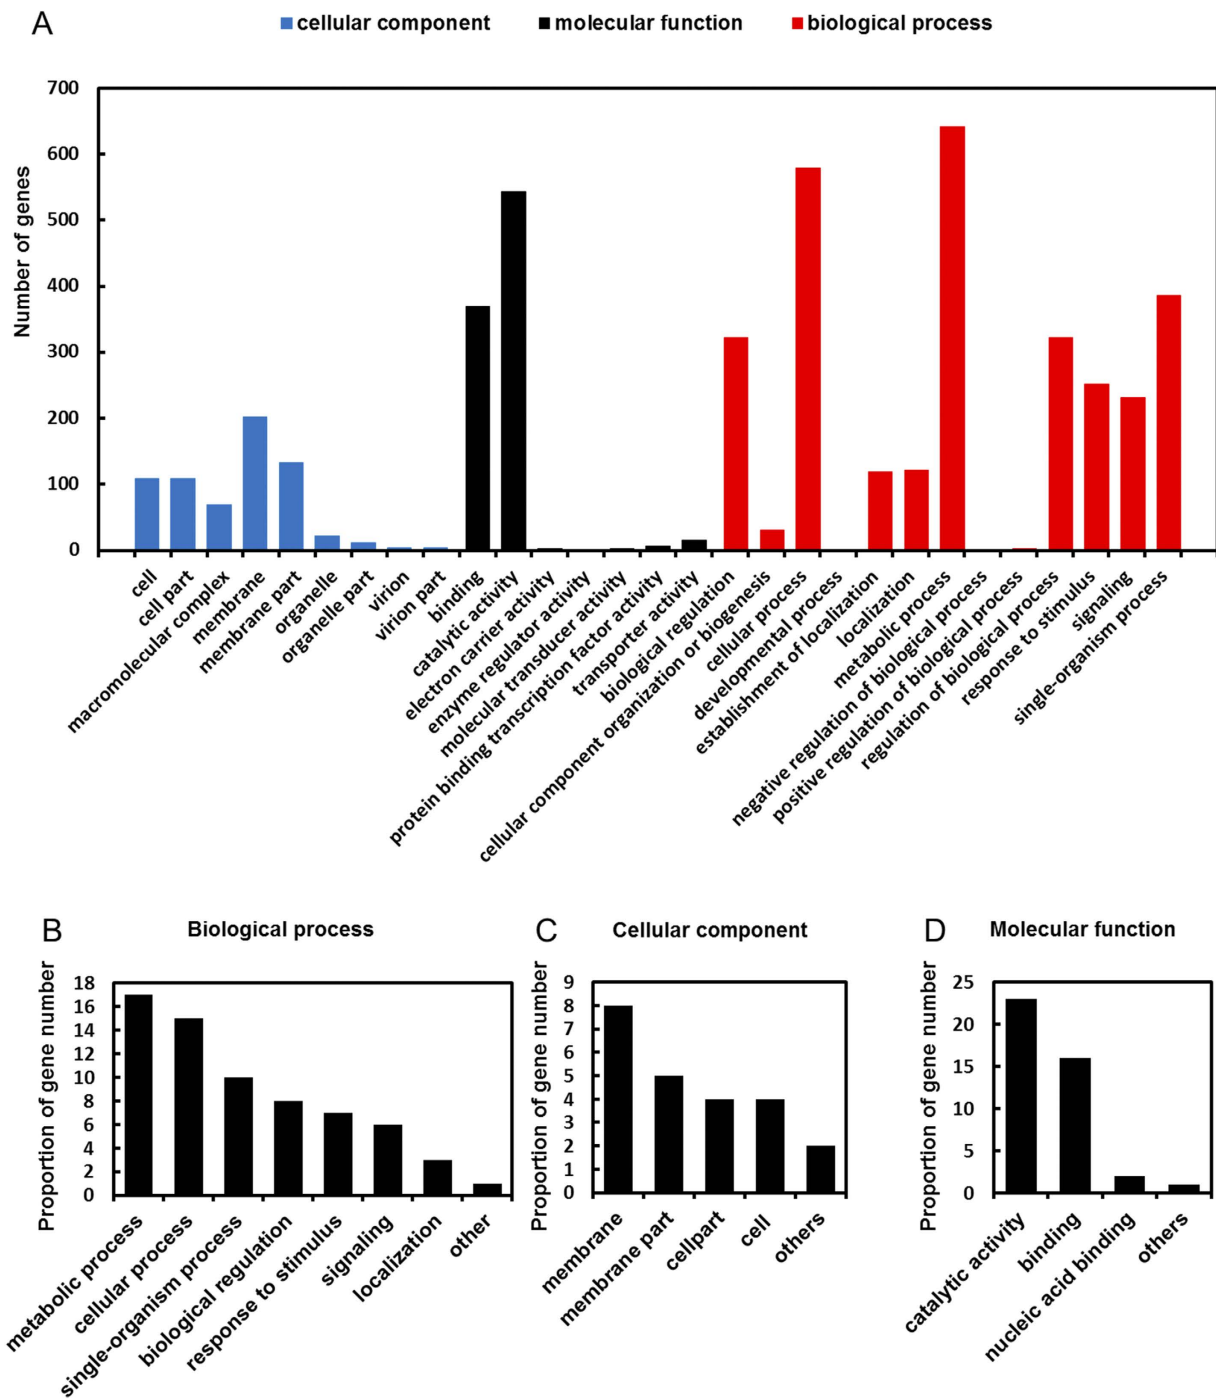 A
cellular component molecular function biological process
Number of genes
700
600
500
400
300
200
100
0
cell
cell part
macromolecular complex
membrane
membrane part
organelle
organelle part
virion
virion part
binding
catalytic activity
electron carrier activity
enzyme regulator activity
molecular transducer activity
protein binding transcription factor activity
transporter activity
biological regulation
cellular component organization or biogenesis
cellular process
developmental process
establishment of localization
localization
metabolic process
negative regulation of biological process
positive regulation of biological process
regulation of biological process
response to stimulus
signaling
single-organism process
B
Biological process
Proportion of gene number
18
16
14
12
10
8
6
4
2
0
metabolic process
cellular process
single-organism process
biological regulation
response to stimulus
signaling
localization
other
C
Cellular component
Proportion of gene number
9
8
7
6
5
4
3
2
1
0
membrane
membrane part
cellpart
cell
others
D
Molecular function
Proportion of gene number
25
20
15
10
5
0
catalytic activity
binding
nucleic acid binding
others